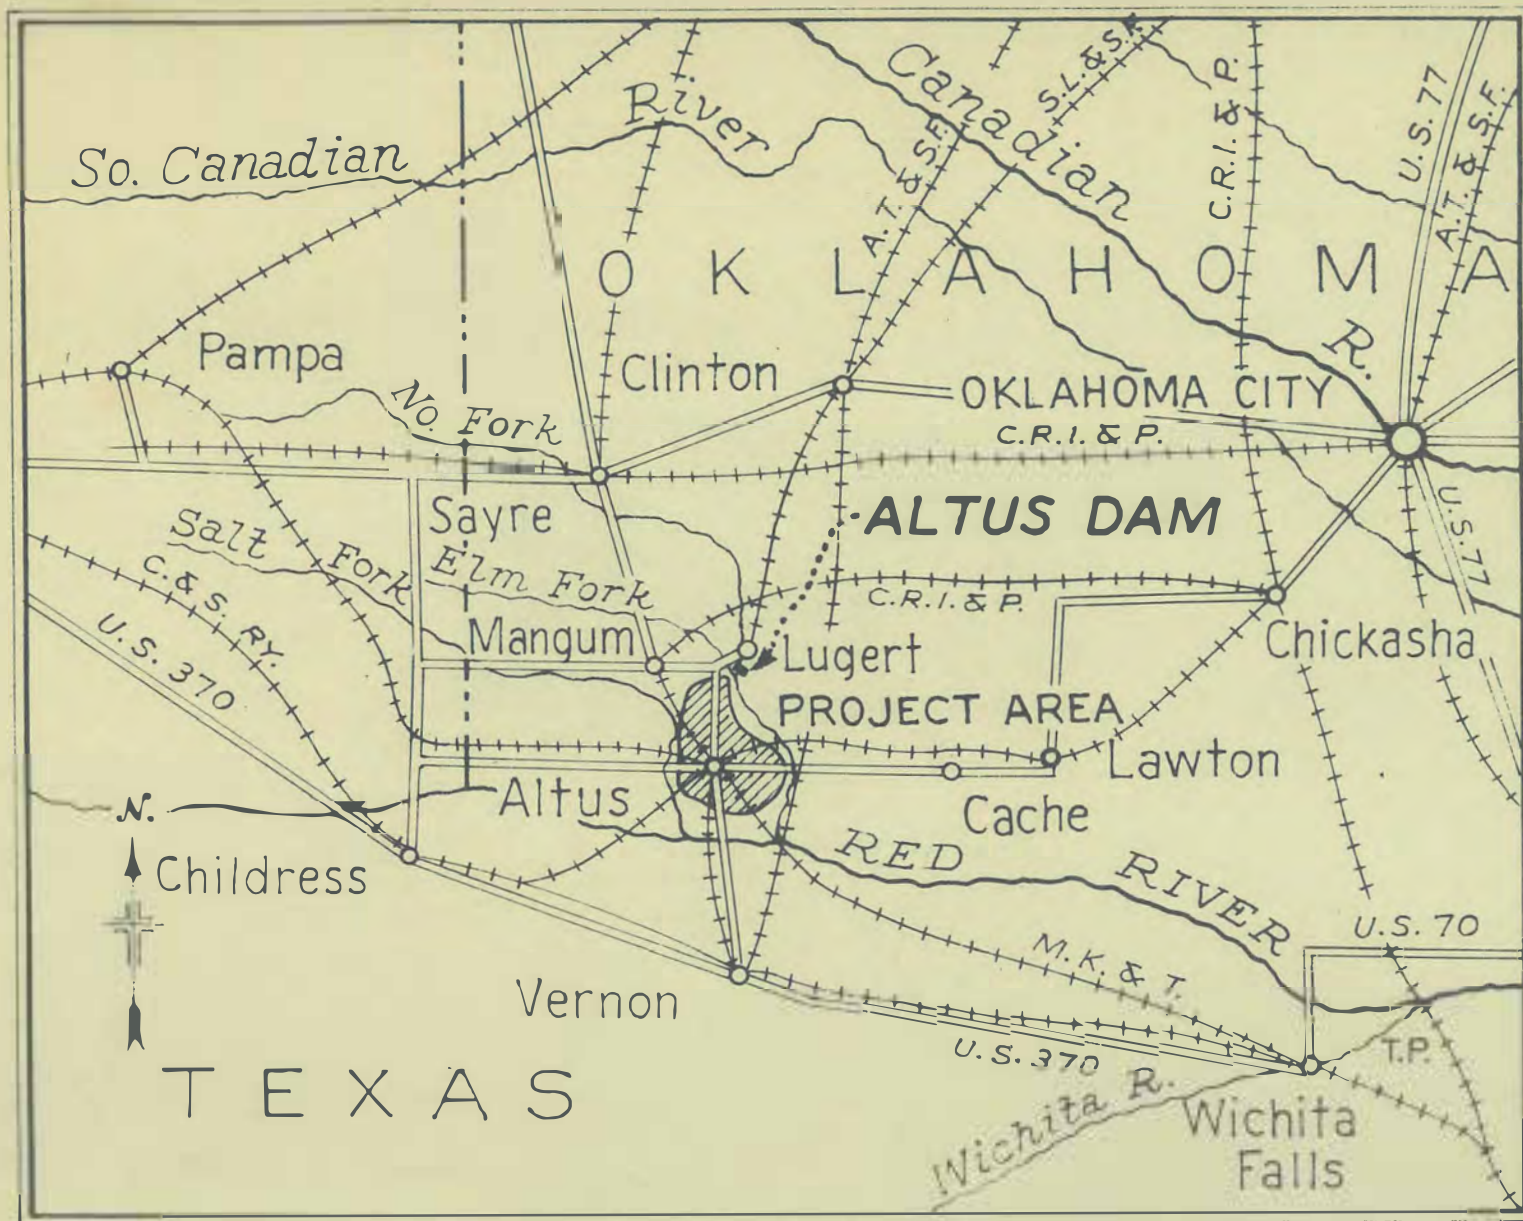 So. Canadian River
Canadian R.
A.T. & S.F.
S.L. & S.F.
C.R.I. & P.
U.S. 77
A.T. & S.F.
OKLAHOMA
Pampa
Clinton
OKLAHOMA CITY
No. Fork
C.R.I. & P.
Sayre
ALTUS DAM
U.S. 77
Salt Fork
Elm Fork
C. & S. RY.
C.R.I. & P.
U.S. 370
Mangum
Lugert
Chickasha
PROJECT AREA
Lawton
Altus
Cache
N.
RED RIVER
Childress
U.S. 70
M.K. & T.
Vernon
U.S. 370
T.P.
TEXAS
Wichita R.
Wichita
Falls